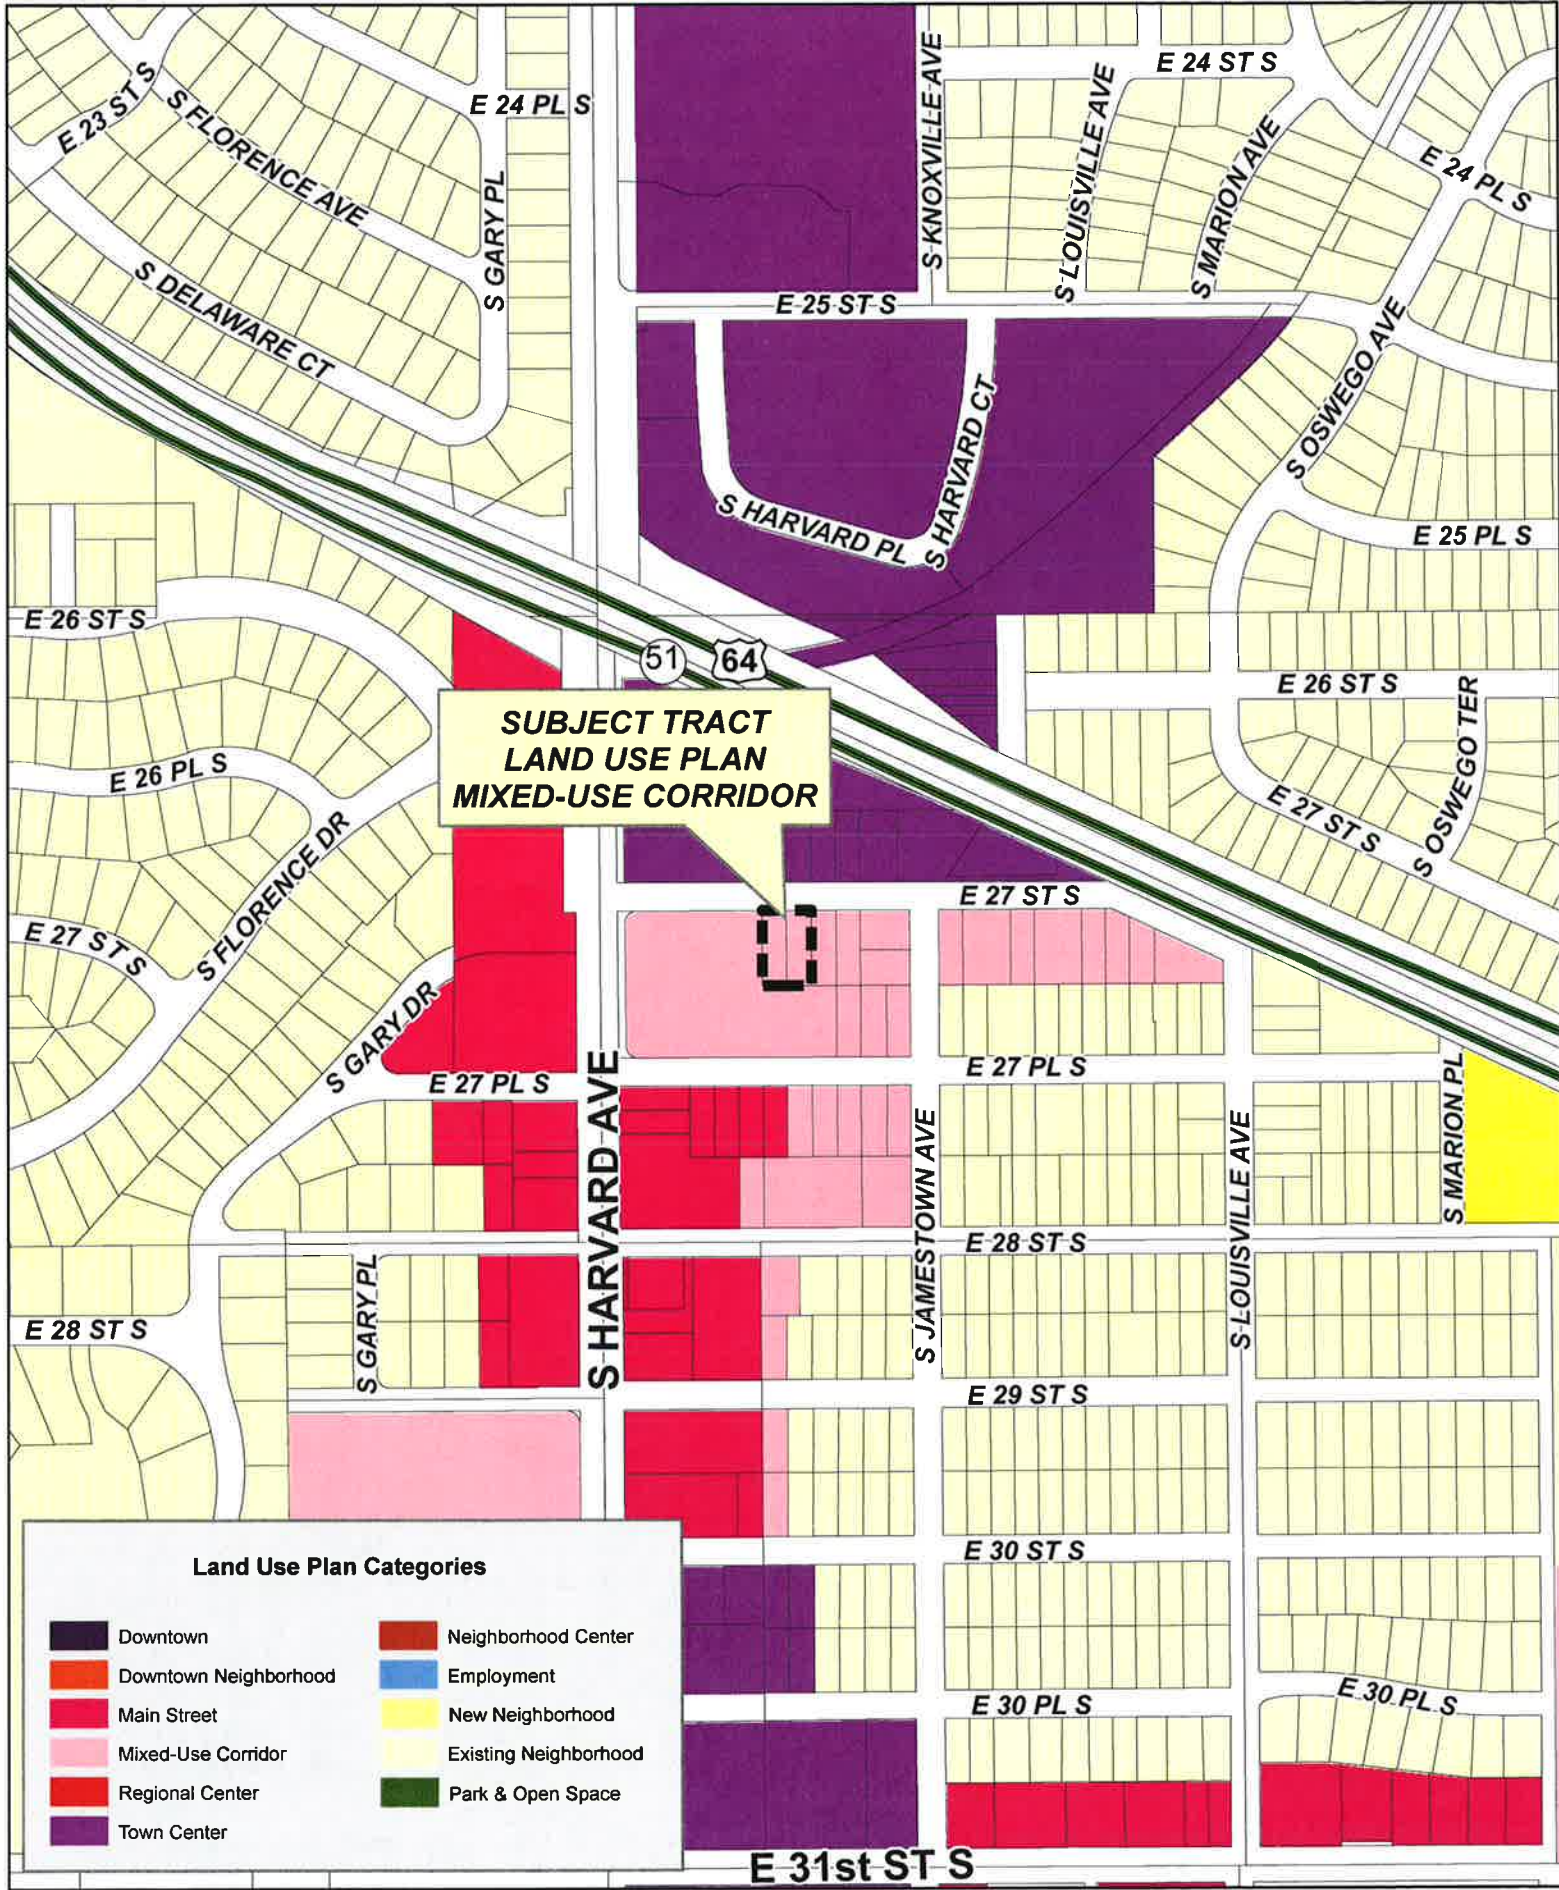 E 24 ST S
E 23 ST S
S FLORENCE AVE
E 24 PL S
S KNOXVILLE AVE
S LOUISVILLE AVE
S MARION AVE
E 24 PL S
S GARY PL
S DELAWARE CT
E 25 ST S
S OSWEGO AVE
S HARVARD PL
S HARVARD CT
E 25 PL S
E 26 ST S
51
64
E 26 ST S
SUBJECT TRACT
LAND USE PLAN
MIXED-USE CORRIDOR
E 26 PL S
S OSWEGO TER
E 27 ST S
S FLORENCE DR
E 27 ST S
E 27 ST S
S GARY DR
E 27 PL S
E 27 PL S
S HARVARD AVE
S JAMESTOWN AVE
S LOUISVILLE AVE
S MARION PL
E 28 ST S
S GARY PL
E 28 ST S
E 29 ST S
E 30 ST S
E 30 PL S
E 30 PL S
E 31st ST S
Land Use Plan Categories
Downtown
Downtown Neighborhood
Main Street
Mixed-Use Corridor
Regional Center
Town Center
Neighborhood Center
Employment
New Neighborhood
Existing Neighborhood
Park & Open Space